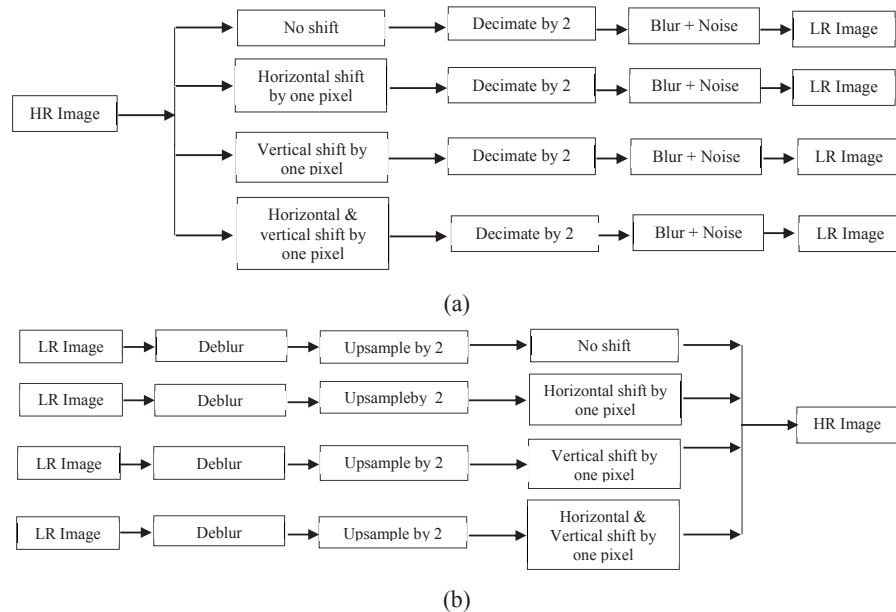 No shift
Decimate by 2
Blur + Noise
LR Image
Horizontal shift
by one pixel
Decimate by 2
Blur + Noise
LR Image
HR Image
Vertical shift by
one pixel
Decimate by 2
Blur + Noise
LR Image
Horizontal &
vertical shift by
one pixel
Decimate by 2
Blur + Noise
LR Image
(a)
LR Image
Deblur
Upsample by 2
No shift
LR Image
Deblur
Upsampleby 2
Horizontal shift by
one pixel
HR Image
LR Image
Deblur
Upsample by 2
Vertical shift by
one pixel
LR Image
Deblur
Upsample by 2
Horizontal &
Vertical shift by
one pixel
(b)